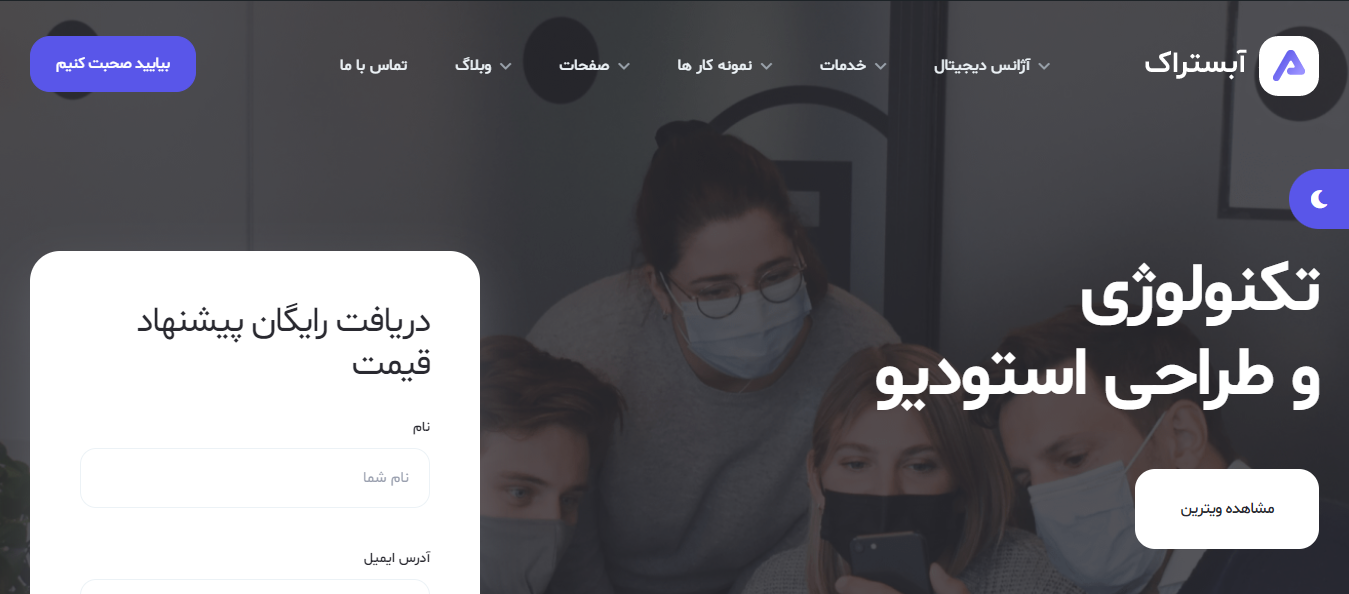 آبستراک
آژانس دیجیتال
خدمات
نمونه کار ها
صفحات
وبلاگ
تماس با ما
بیایید صحبت کنیم
تکنولوژی
و طراحی استودیو
مشاهده ویترین
دریافت رایگان پیشنهاد
قیمت
نام
نام شما
آدرس ایمیل